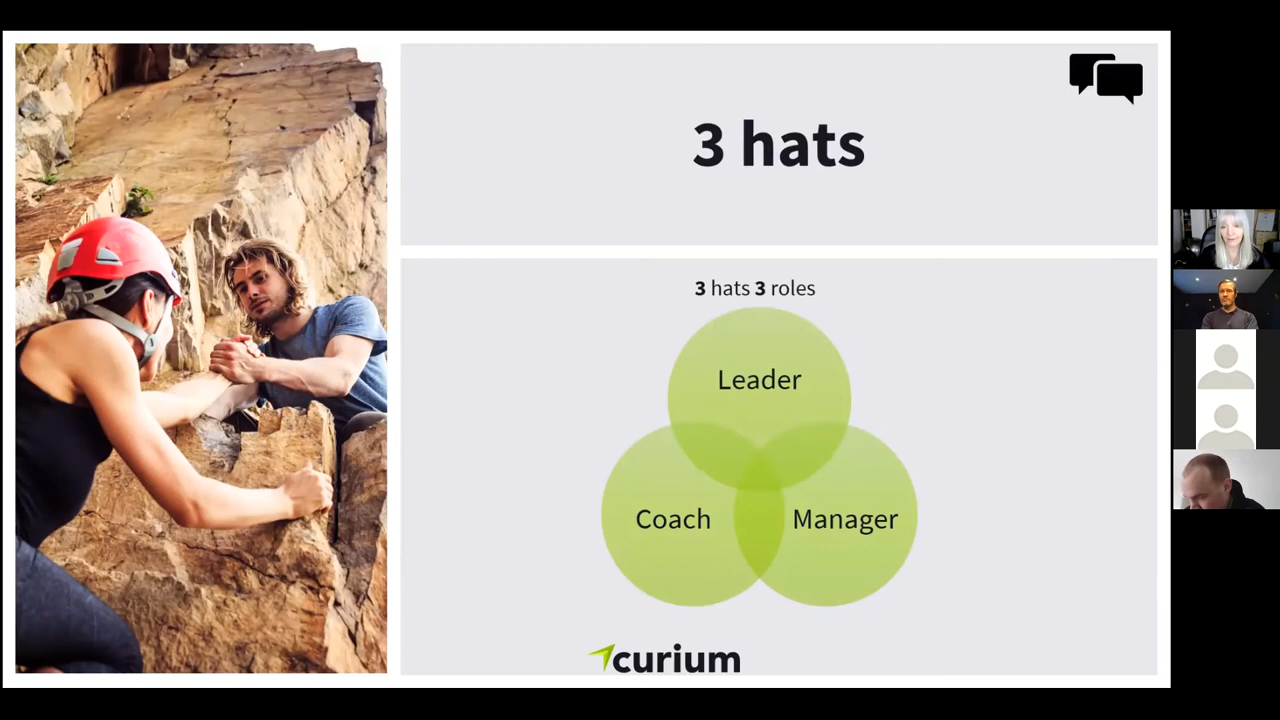 3 hats
3 hats 3 roles
Leader
Coach
Manager
curium